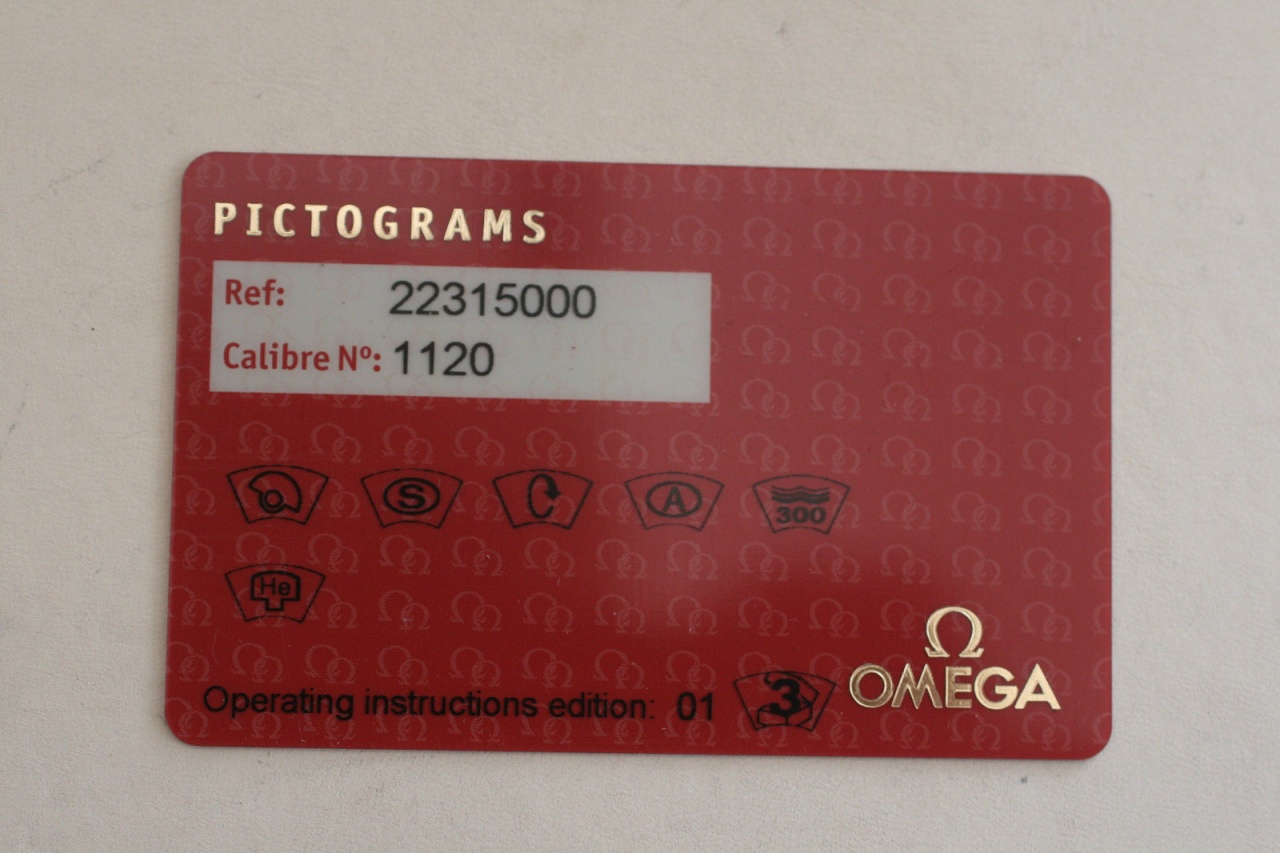 PICTOGRAMS
Ref: 22315000
Calibre Nº: 1120
S A 300
He
Operating instructions edition: 01 3
Ω
OMEGA